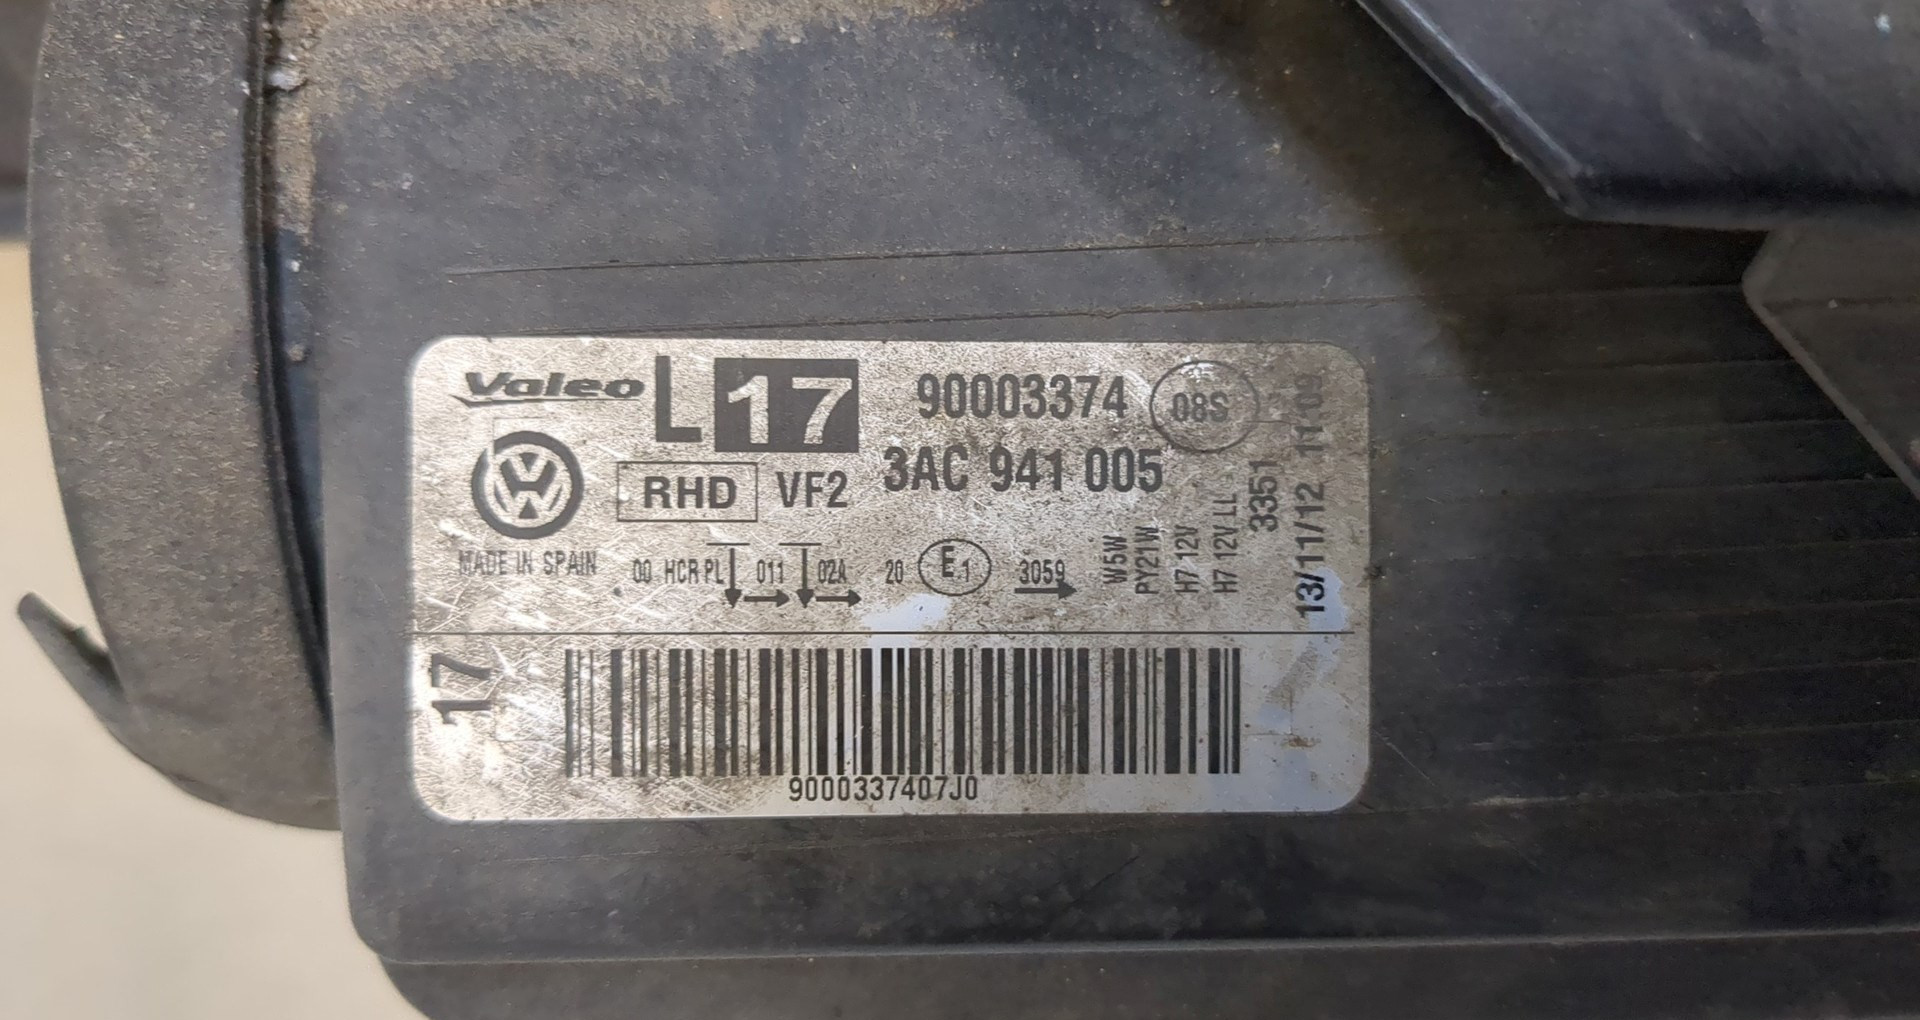 Valeo L 17 90003374 08S
3AC 941 005
RHD VF2
MADE IN SPAIN
00 HCR PL 011 02A 20 E 1 3059
W5W
PY21W
H7 12V
H7 12V LL
3351
13/11/12 11:09
17
9000337407J0